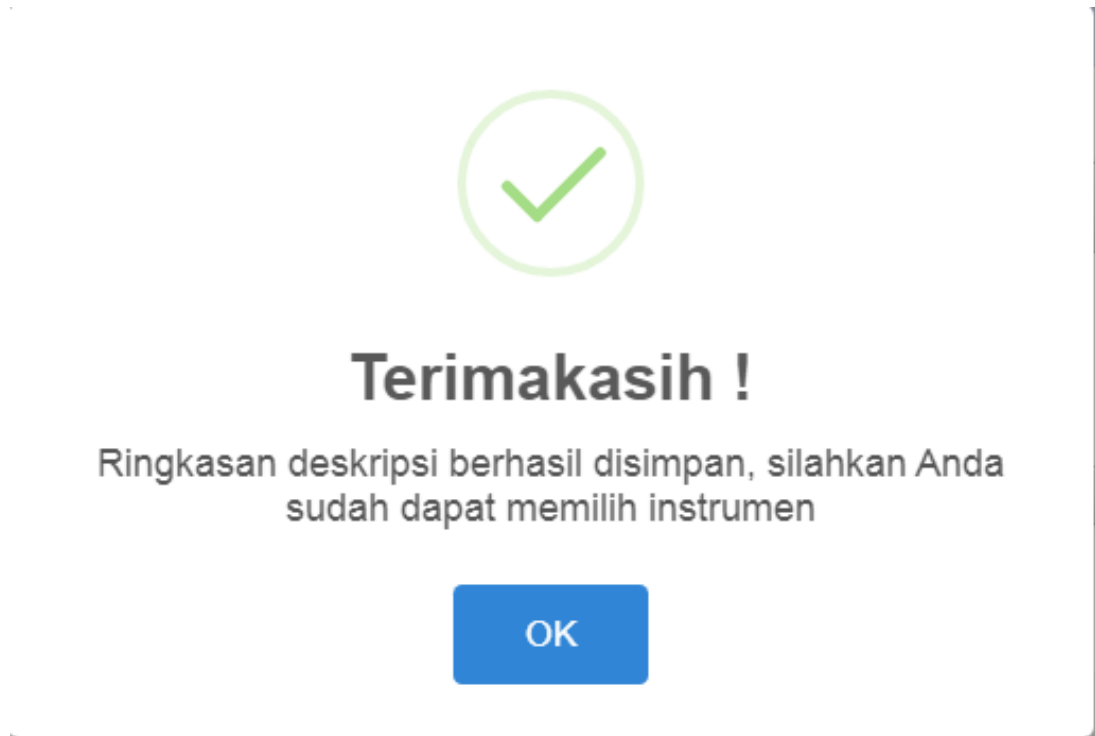 Terimakasih !
Ringkasan deskripsi berhasil disimpan, silahkan Anda
sudah dapat memilih instrumen
OK